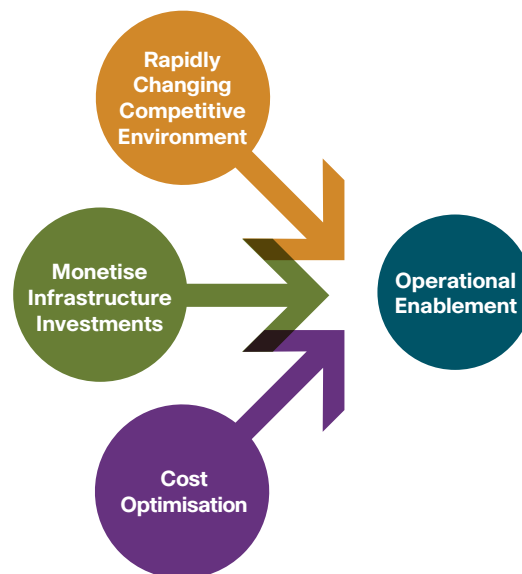 Rapidly
Changing
Competitive
Environment
Monetise
Infrastructure
Investments
Operational
Enablement
Cost
Optimisation